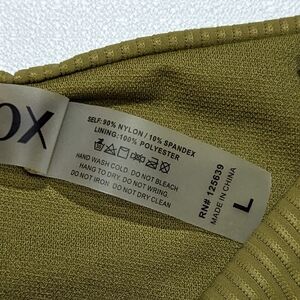 OX
SELF: 90% NYLON / 10% SPANDEX
LINING: 100% POLYESTER
HAND WASH COLD. DO NOT BLEACH
HANG TO DRY. DO NOT WRING
DO NOT IRON. DO NOT DRY CLEAN
RN# 125639
MADE IN CHINA
L